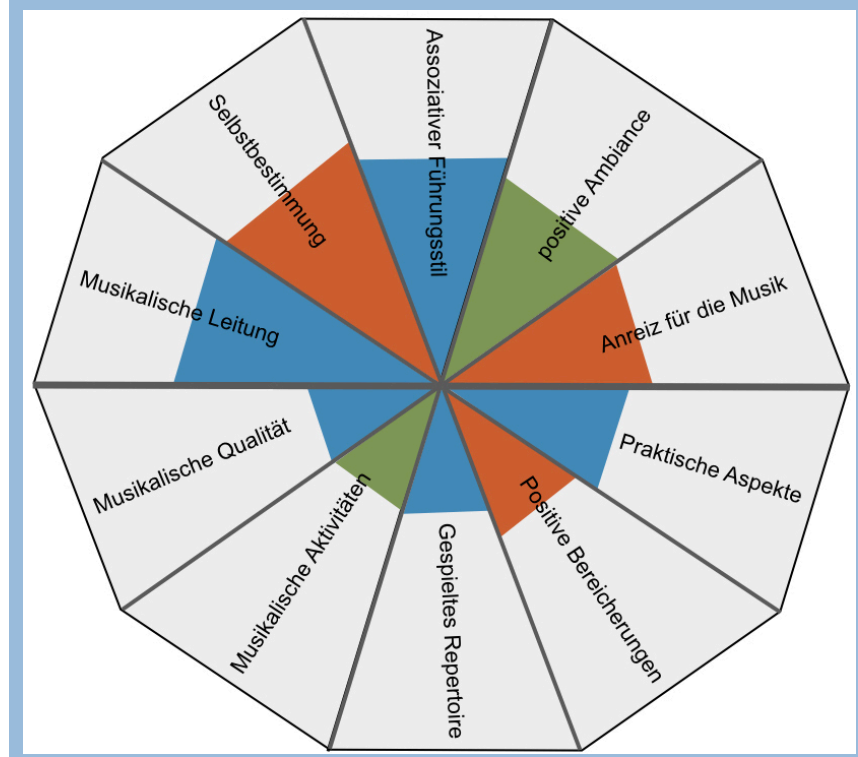 Assoziativer Führungsstil
positive Ambiance
Anreiz für die Musik
Praktische Aspekte
Positive Bereicherungen
Gespieltes Repertoire
Musikalische Aktivitäten
Musikalische Qualität
Musikalische Leitung
Selbstbestimmung